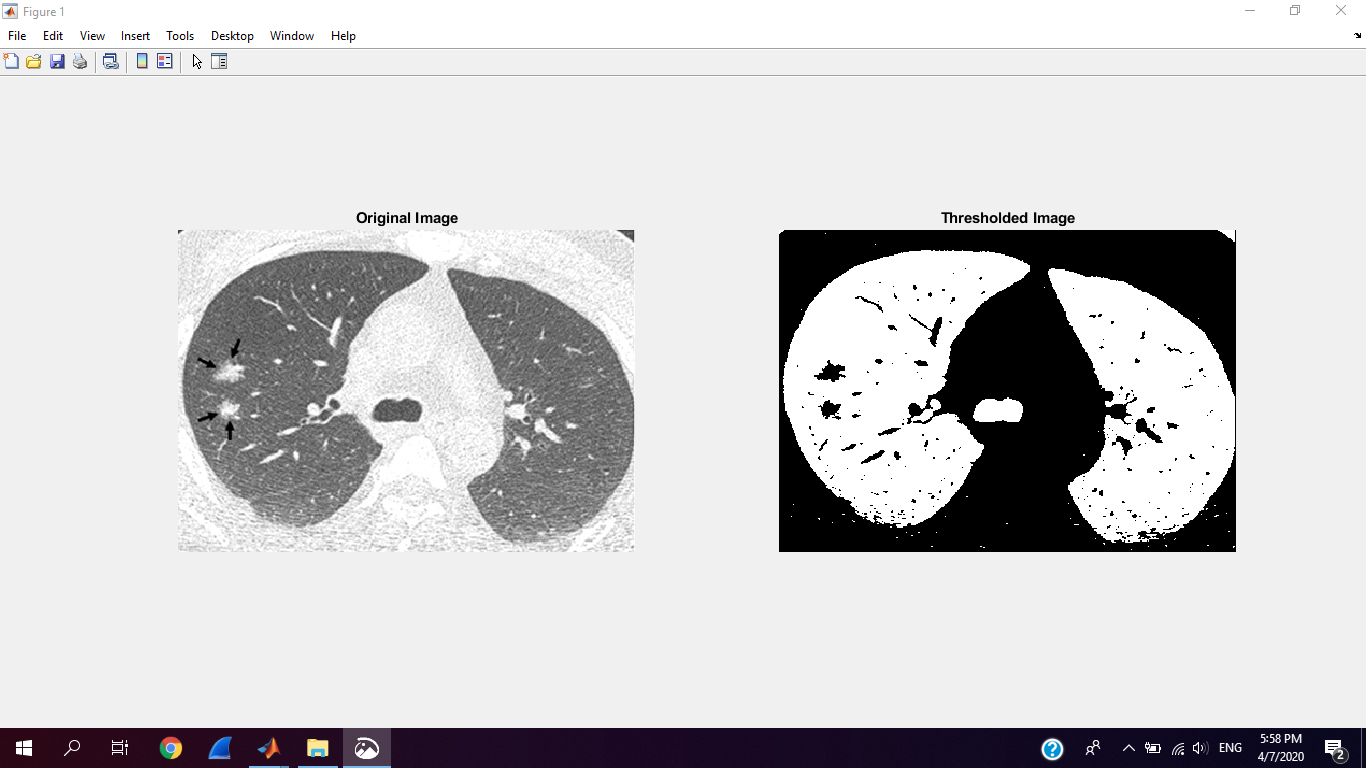 Figure 1
File Edit View Insert Tools Desktop Window Help
Original Image
Thresholded Image
ENG
5:58 PM
4/7/2020
2